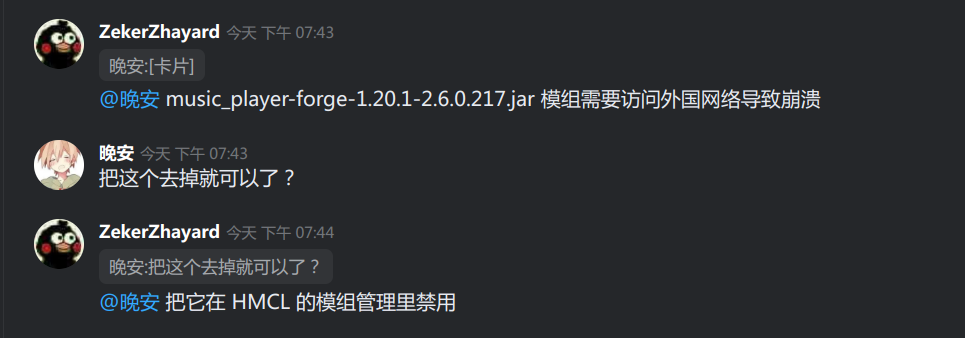 ZekerZhayard 今天 下午 07:43
晚安:[卡片]
@晚安 music_player-forge-1.20.1-2.6.0.217.jar 模组需要访问外国网络导致崩溃
晚安 今天 下午 07:43
把这个去掉就可以了？
ZekerZhayard 今天 下午 07:44
晚安:把这个去掉就可以了？
@晚安 把它在 HMCL 的模组管理里禁用